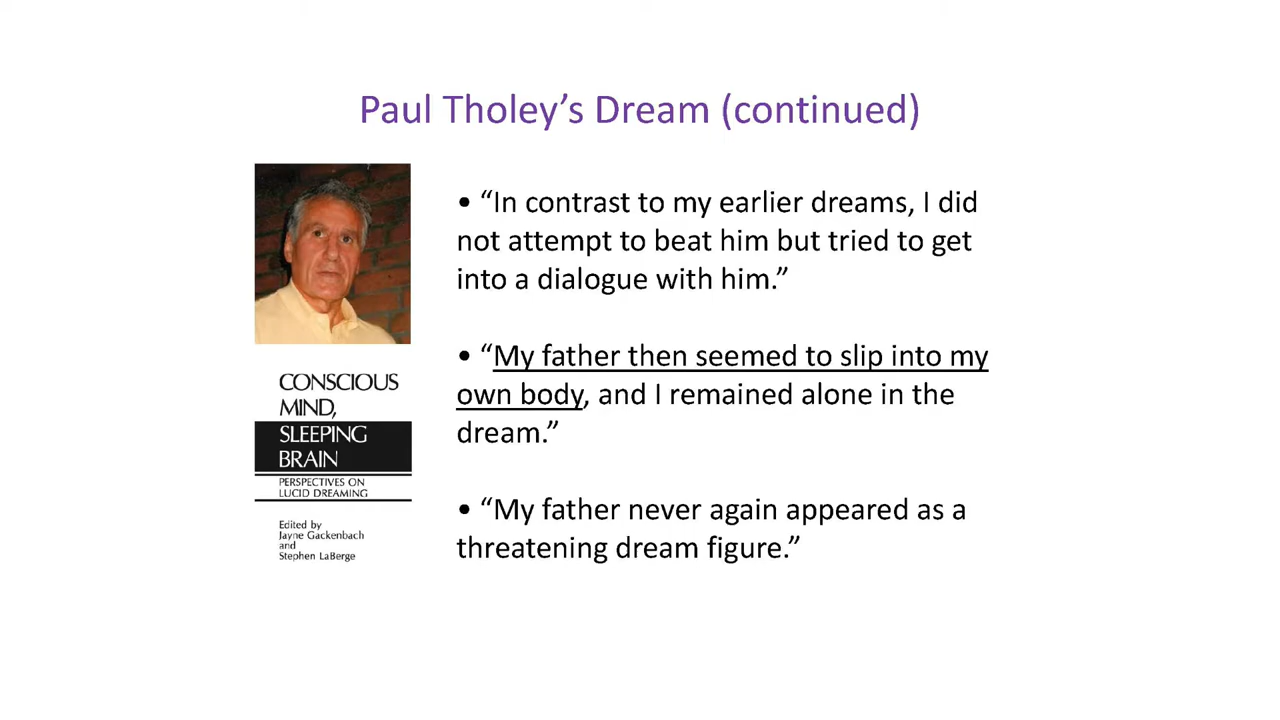 Paul Tholey’s Dream (continued)
• “In contrast to my earlier dreams, I did
not attempt to beat him but tried to get
into a dialogue with him.”
• “My father then seemed to slip into my
own body, and I remained alone in the
dream.”
• “My father never again appeared as a
threatening dream figure.”
CONSCIOUS
MIND,
SLEEPING
BRAIN
PERSPECTIVES ON
LUCID DREAMING
Edited by
Jayne Gackenbach
and
Stephen LaBerge